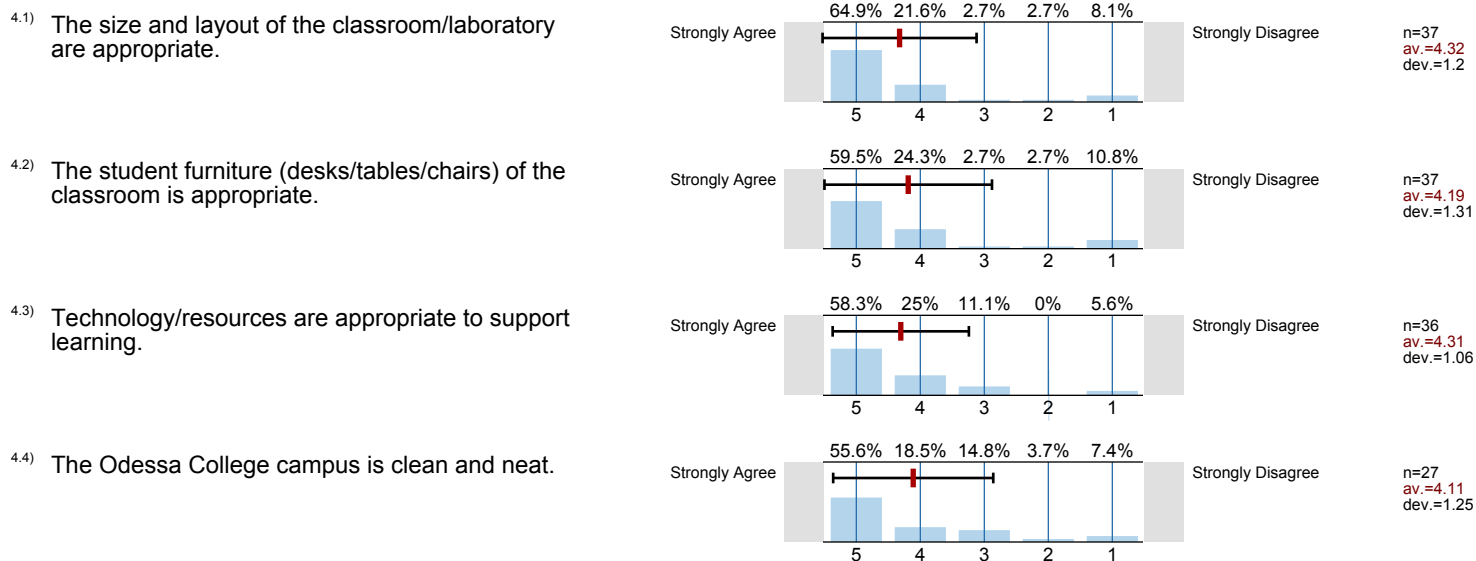 4.1) The size and layout of the classroom/laboratory
are appropriate.
64.9% 21.6% 2.7% 2.7% 8.1%
Strongly Agree
Strongly Disagree
5 4 3 2 1
n=37
av.=4.32
dev.=1.2
4.2) The student furniture (desks/tables/chairs) of the
classroom is appropriate.
59.5% 24.3% 2.7% 2.7% 10.8%
Strongly Agree
Strongly Disagree
5 4 3 2 1
n=37
av.=4.19
dev.=1.31
4.3) Technology/resources are appropriate to support
learning.
58.3% 25% 11.1% 0% 5.6%
Strongly Agree
Strongly Disagree
5 4 3 2 1
n=36
av.=4.31
dev.=1.06
4.4) The Odessa College campus is clean and neat.
55.6% 18.5% 14.8% 3.7% 7.4%
Strongly Agree
Strongly Disagree
5 4 3 2 1
n=27
av.=4.11
dev.=1.25